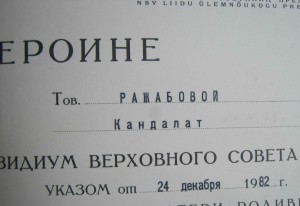 NSV LIIDU ÜLEMNÕUKOGU PRE
ЕРОИНЕ
Тов. РАЖАБОВОЙ
Кандалат
ЗИДИУМ ВЕРХОВНОГО СОВЕТА
УКАЗОМ от 24 декабря 1982 г.